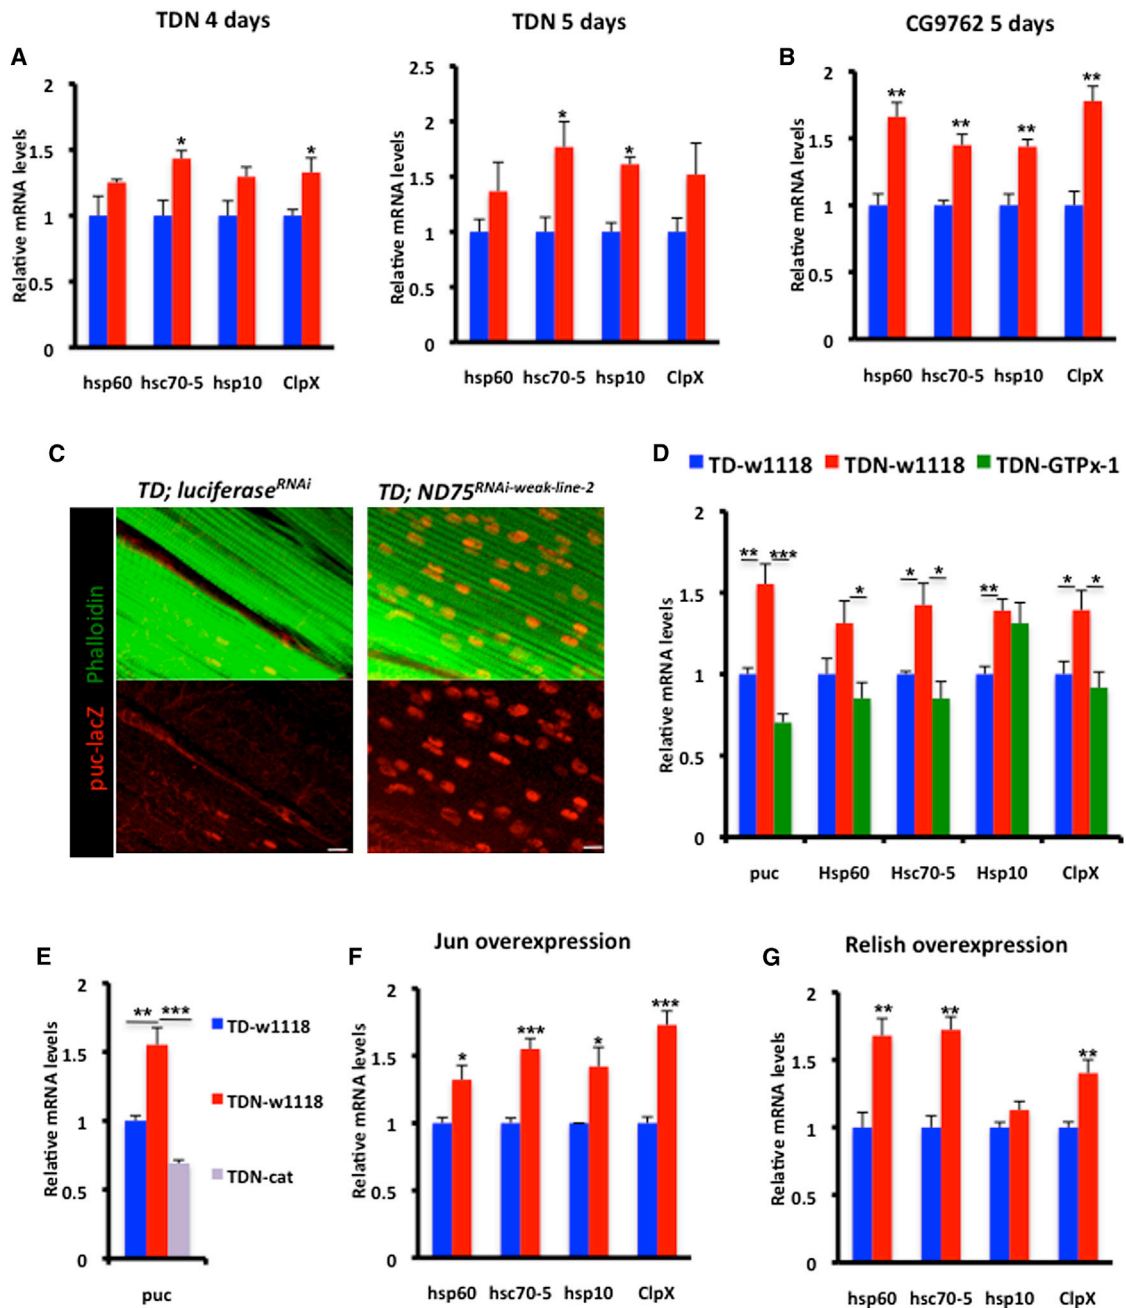 TDN 4 days
A
Relative mRNA levels
2
1.5
1
0.5
0
*
*
hsp60 hsc70-5 hsp10 ClpX
TDN 5 days
Relative mRNA levels
2.5
2
1.5
1
0.5
0
*
*
hsp60 hsc70-5 hsp10 ClpX
CG9762 5 days
B
Relative mRNA levels
2
1.5
1
0.5
0
** ** ** **
hsp60 hsc70-5 hsp10 ClpX
C
TD; luciferase^RNAi
TD; ND75^RNAi-weak-line-2
Phalloidin
puc-lacZ
D
TD-w1118 TDN-w1118 TDN-GTPx-1
Relative mRNA levels
2
1.5
1
0.5
0
** *** * * * ** * *
puc Hsp60 Hsc70-5 Hsp10 ClpX
E
Relative mRNA levels
2
1.5
1
0.5
0
** ***
puc
TD-w1118
TDN-w1118
TDN-cat
Jun overexpression
F
Relative mRNA levels
2
1.5
1
0.5
0
* *** * ***
hsp60 hsc70-5 hsp10 ClpX
Relish overexpression
G
Relative mRNA levels
2
1.5
1
0.5
0
** ** **
hsp60 hsc70-5 hsp10 ClpX